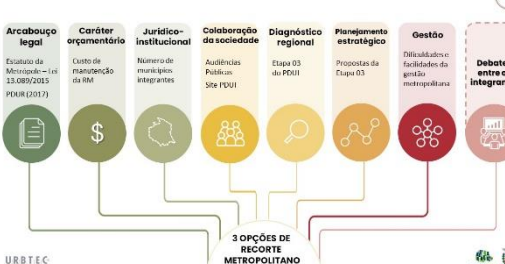 Arcabouço
legal
Estatuto da
Metrópole – Lei
13.089/2015
PDUR (2017)
Caráter
orçamentário
Custo de
manutenção
da RM
Jurídico-
institucional
Número de
municípios
integrantes
Colaboração
da sociedade
Audiências
Públicas
Site PDUI
Diagnóstico
regional
Etapa 03
do PDUI
Planejamento
estratégico
Propostas da
Etapa 03
Gestão
Dificuldades e
facilidades da
gestão
metropolitana
Debate
entre e
integran
$
3 OPÇÕES DE
RECORTE
METROPOLITANO
URBTEC